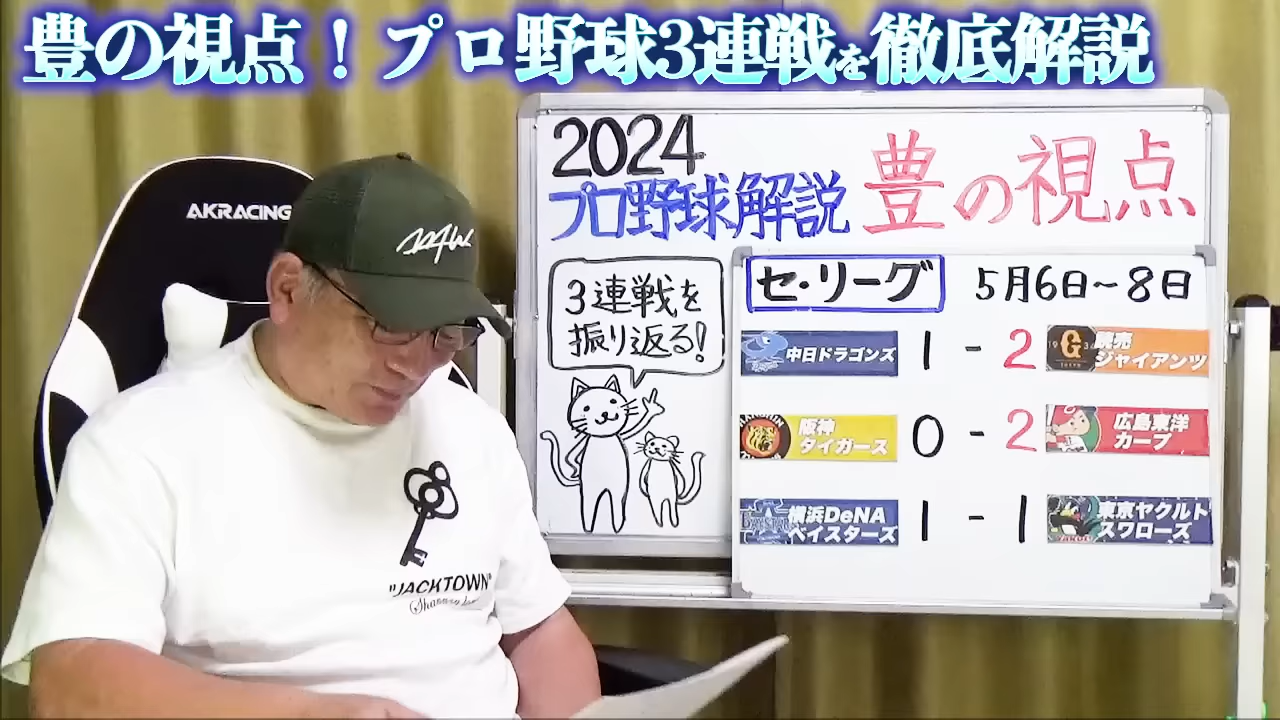 豊の視点！プロ野球3連戦を徹底解説
AKRACING
2024
プロ野球解説 豊の視点
3連戦を
振り返る!
セ・リーグ 5月6日～8日
中日ドラゴンズ 1 - 2 読売
ジャイアンツ
阪神
タイガース 0 - 2 広島東洋
カープ
横浜DeNA
ベイスターズ 1 - 1 東京ヤクルト
スワローズ
"JACKTOWN"